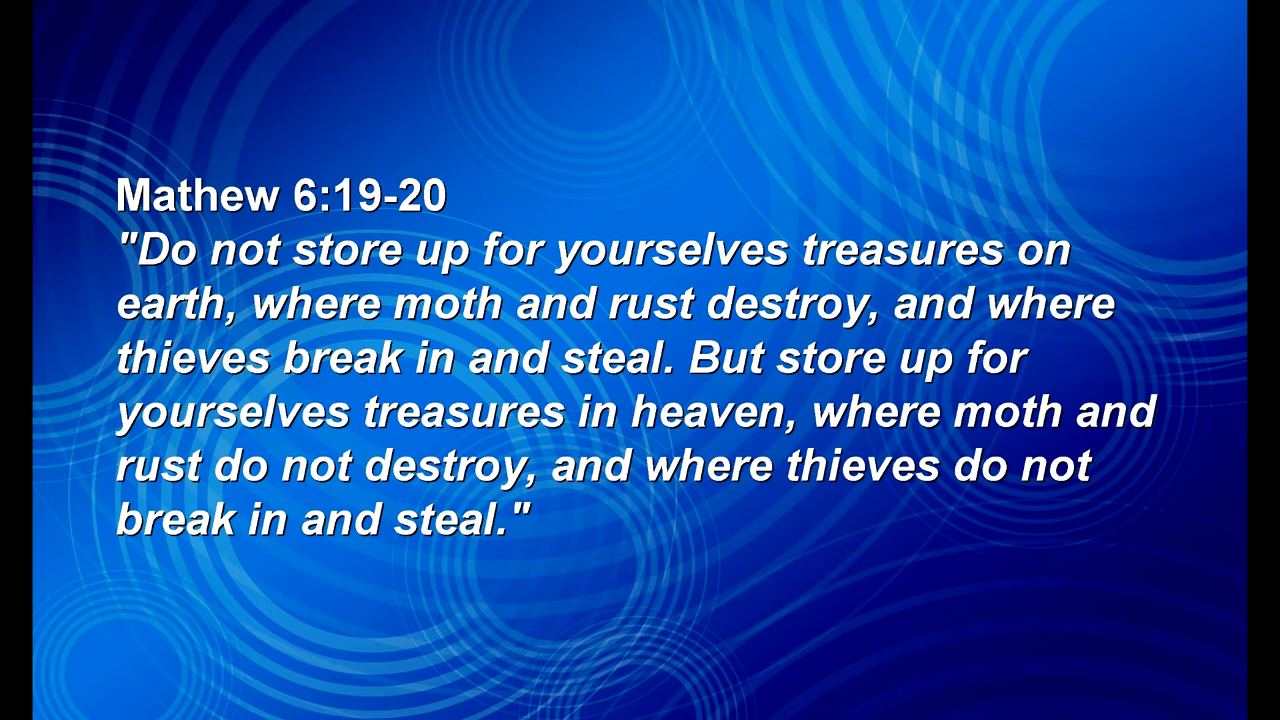 Mathew 6:19-20
"Do not store up for yourselves treasures on
earth, where moth and rust destroy, and where
thieves break in and steal. But store up for
yourselves treasures in heaven, where moth and
rust do not destroy, and where thieves do not
break in and steal."